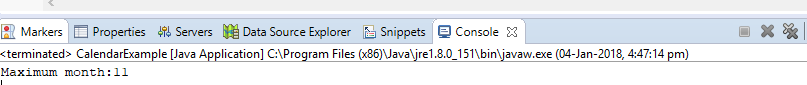 Markers Properties Servers Data Source Explorer Snippets Console
<terminated> CalendarExample [Java Application] C:\Program Files (x86)\Java\jre1.8.0_151\bin\javaw.exe (04-Jan-2018, 4:47:14 pm)
Maximum month:11